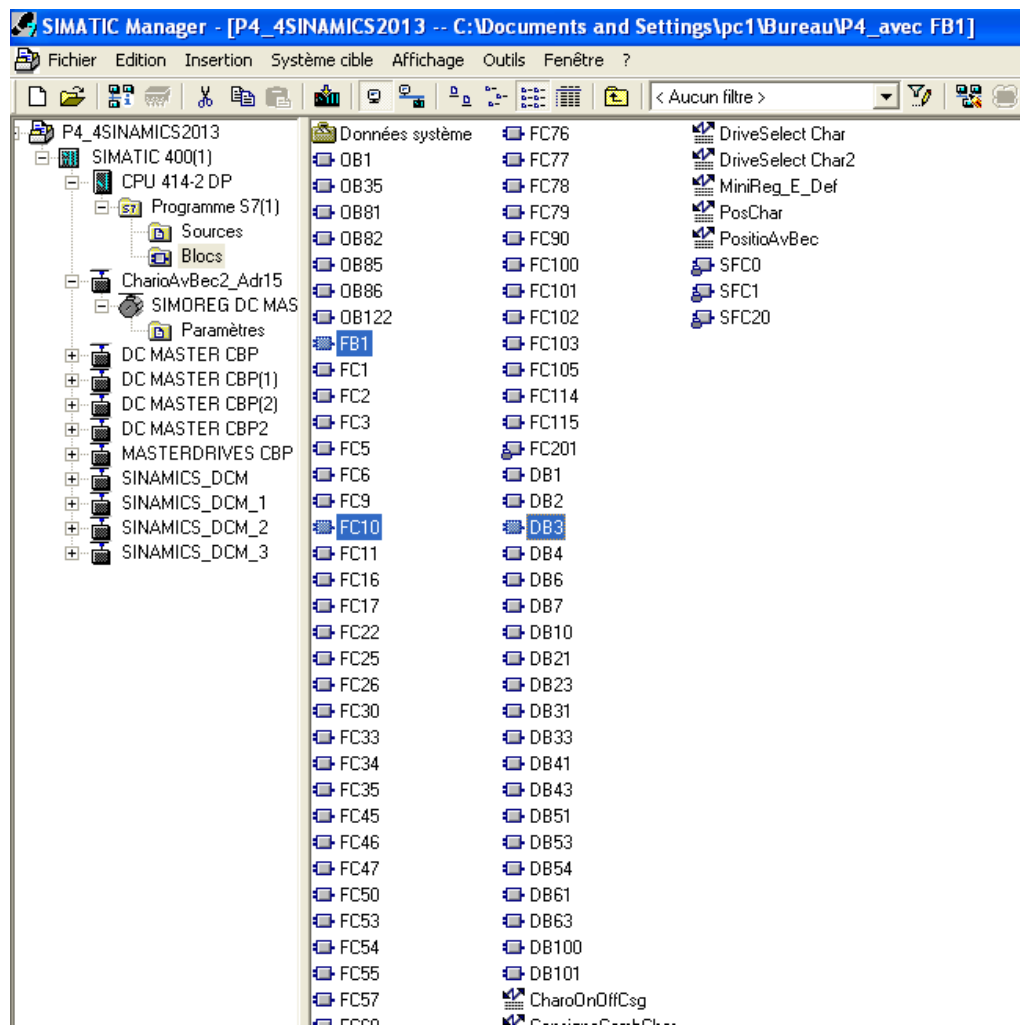 SIMATIC Manager - [P4_4SINAMICS2013 -- C:\Documents and Settings\pc1\Bureau\P4_avec FB1]
Fichier Edition Insertion Système cible Affichage Outils Fenêtre ?
< Aucun filtre >
P4_4SINAMICS2013
SIMATIC 400(1)
CPU 414-2 DP
S7 Programme S7(1)
Sources
Blocs
CharioAvBec2_Adr15
SIMOREG DC MAS
Paramètres
DC MASTER CBP
DC MASTER CBP(1)
DC MASTER CBP(2)
DC MASTER CBP2
MASTERDRIVES CBP
SINAMICS_DCM
SINAMICS_DCM_1
SINAMICS_DCM_2
SINAMICS_DCM_3
Données système
OB1
OB35
OB81
OB82
OB85
OB86
OB122
FB1
FC1
FC2
FC3
FC5
FC6
FC9
FC10
FC11
FC16
FC17
FC22
FC25
FC26
FC30
FC33
FC34
FC35
FC45
FC46
FC47
FC50
FC53
FC54
FC55
FC57
FC76
FC77
FC78
FC79
FC90
FC100
FC101
FC102
FC103
FC105
FC114
FC115
FC201
DB1
DB2
DB3
DB4
DB6
DB7
DB10
DB21
DB23
DB31
DB33
DB41
DB43
DB51
DB53
DB54
DB61
DB63
DB100
DB101
CharoOnOffCsg
DriveSelect Char
DriveSelect Char2
MiniReg_E_Def
PosChar
PositioAvBec
SFC0
SFC1
SFC20